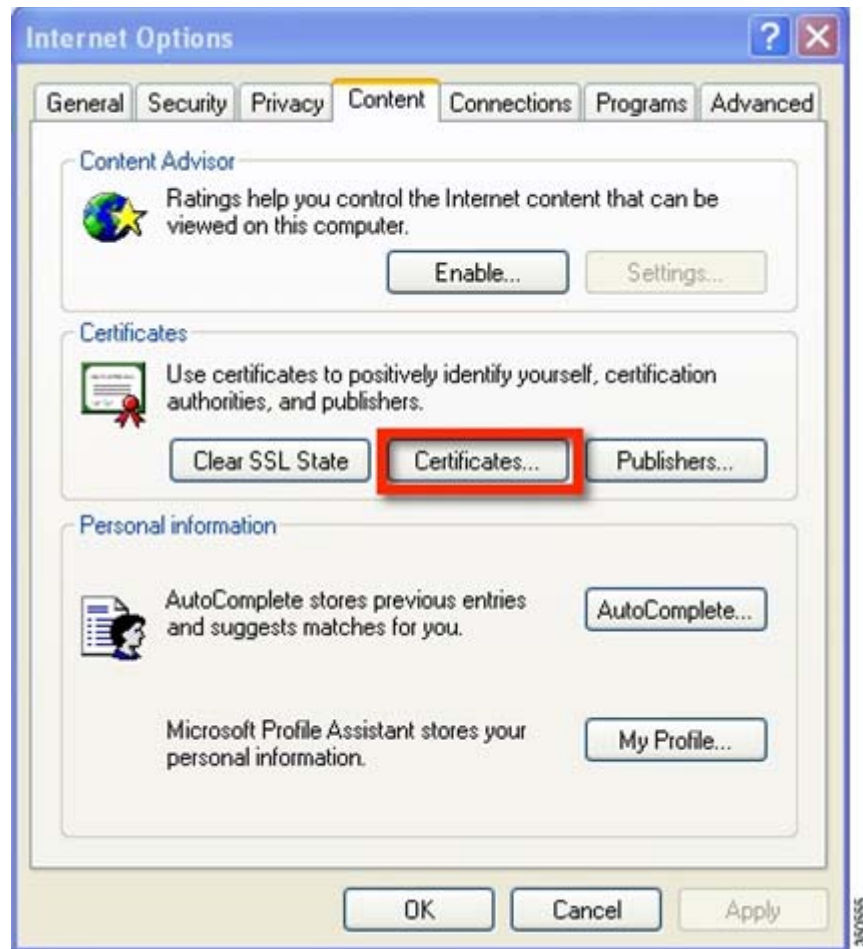 Internet Options
General Security Privacy Content Connections Programs Advanced
Content Advisor
Ratings help you control the Internet content that can be
viewed on this computer.
Enable... Settings...
Certificates
Use certificates to positively identify yourself, certification
authorities, and publishers.
Clear SSL State Certificates... Publishers...
Personal information
AutoComplete stores previous entries
and suggests matches for you.
AutoComplete...
Microsoft Profile Assistant stores your
personal information.
My Profile...
OK Cancel Apply